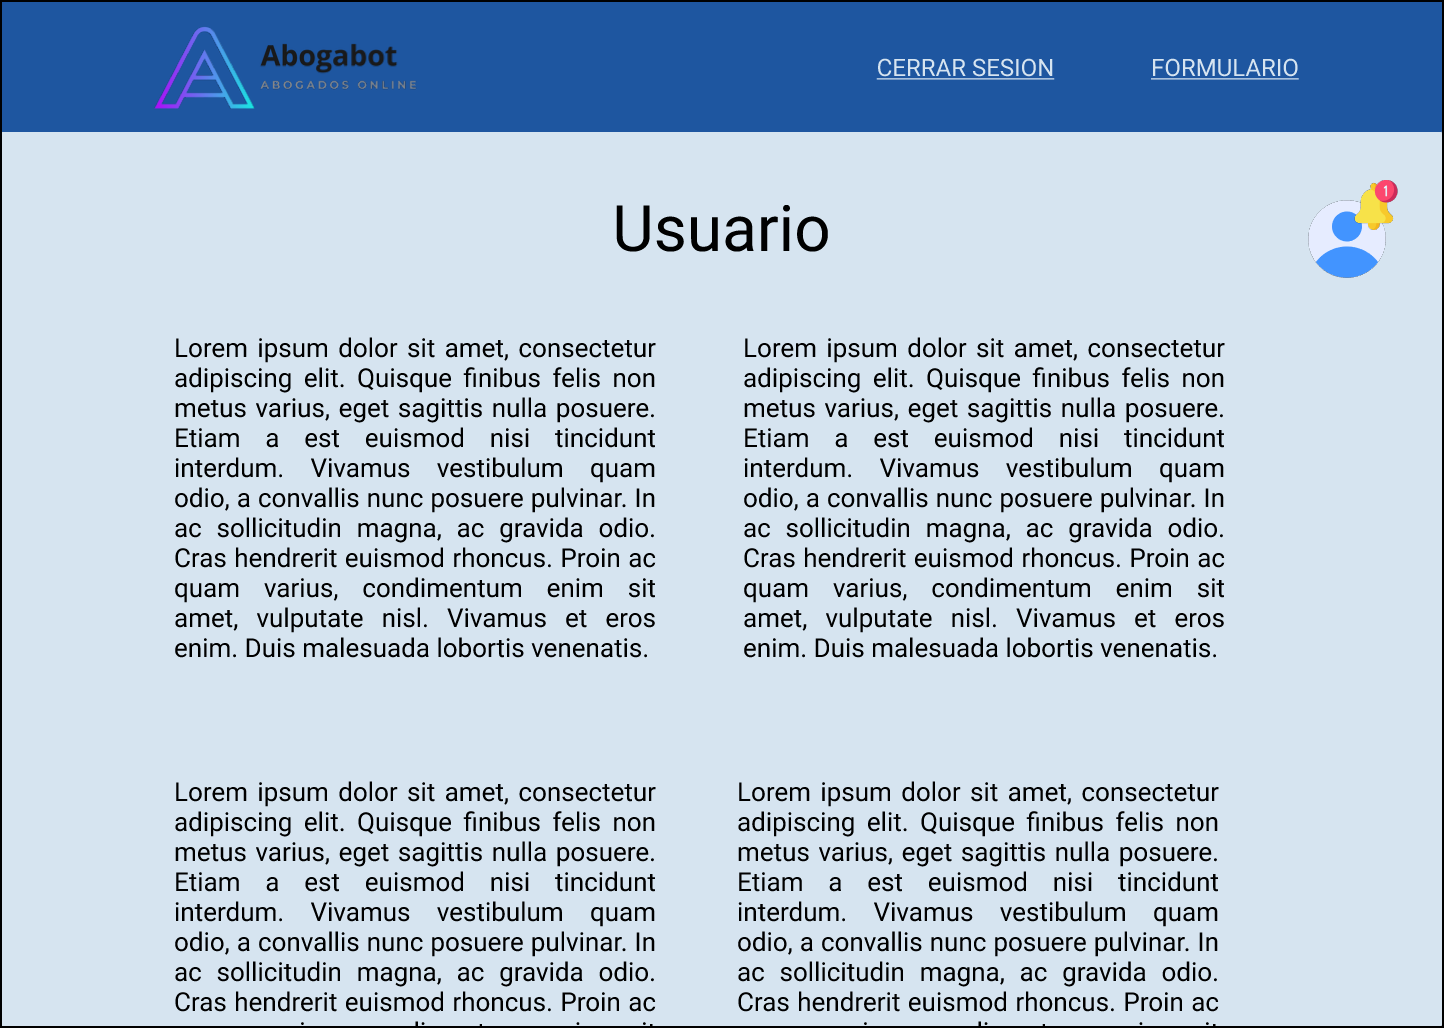 Abogabot
ABOGADOS ONLINE
CERRAR SESION
FORMULARIO
1
Usuario
Lorem ipsum dolor sit amet, consectetur
adipiscing elit. Quisque finibus felis non
metus varius, eget sagittis nulla posuere.
Etiam a est euismod nisi tincidunt
interdum. Vivamus vestibulum quam
odio, a convallis nunc posuere pulvinar. In
ac sollicitudin magna, ac gravida odio.
Cras hendrerit euismod rhoncus. Proin ac
quam varius, condimentum enim sit
amet, vulputate nisl. Vivamus et eros
enim. Duis malesuada lobortis venenatis.
Lorem ipsum dolor sit amet, consectetur
adipiscing elit. Quisque finibus felis non
metus varius, eget sagittis nulla posuere.
Etiam a est euismod nisi tincidunt
interdum. Vivamus vestibulum quam
odio, a convallis nunc posuere pulvinar. In
ac sollicitudin magna, ac gravida odio.
Cras hendrerit euismod rhoncus. Proin ac
quam varius, condimentum enim sit
amet, vulputate nisl. Vivamus et eros
enim. Duis malesuada lobortis venenatis.
Lorem ipsum dolor sit amet, consectetur
adipiscing elit. Quisque finibus felis non
metus varius, eget sagittis nulla posuere.
Etiam a est euismod nisi tincidunt
interdum. Vivamus vestibulum quam
odio, a convallis nunc posuere pulvinar. In
ac sollicitudin magna, ac gravida odio.
Cras hendrerit euismod rhoncus. Proin ac
Lorem ipsum dolor sit amet, consectetur
adipiscing elit. Quisque finibus felis non
metus varius, eget sagittis nulla posuere.
Etiam a est euismod nisi tincidunt
interdum. Vivamus vestibulum quam
odio, a convallis nunc posuere pulvinar. In
ac sollicitudin magna, ac gravida odio.
Cras hendrerit euismod rhoncus. Proin ac